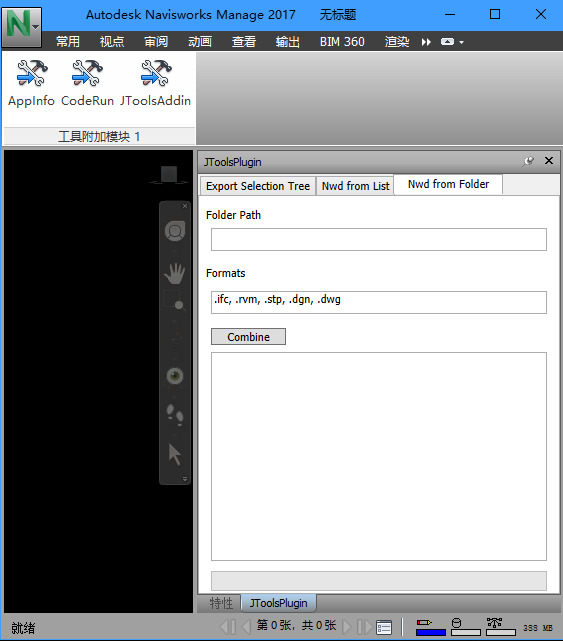 Autodesk Navisworks Manage 2017 无标题
常用 视点 审阅 动画 查看 输出 BIM 360 渲染
AppInfo CodeRun JToolsAddin
工具附加模块 1
JToolsPlugin
Export Selection Tree Nwd from List Nwd from Folder
Folder Path
Formats
.ifc, .rvm, .stp, .dgn, .dwg
Combine
特性 JToolsPlugin
就绪 第 0 张，共 0 张 388 MB